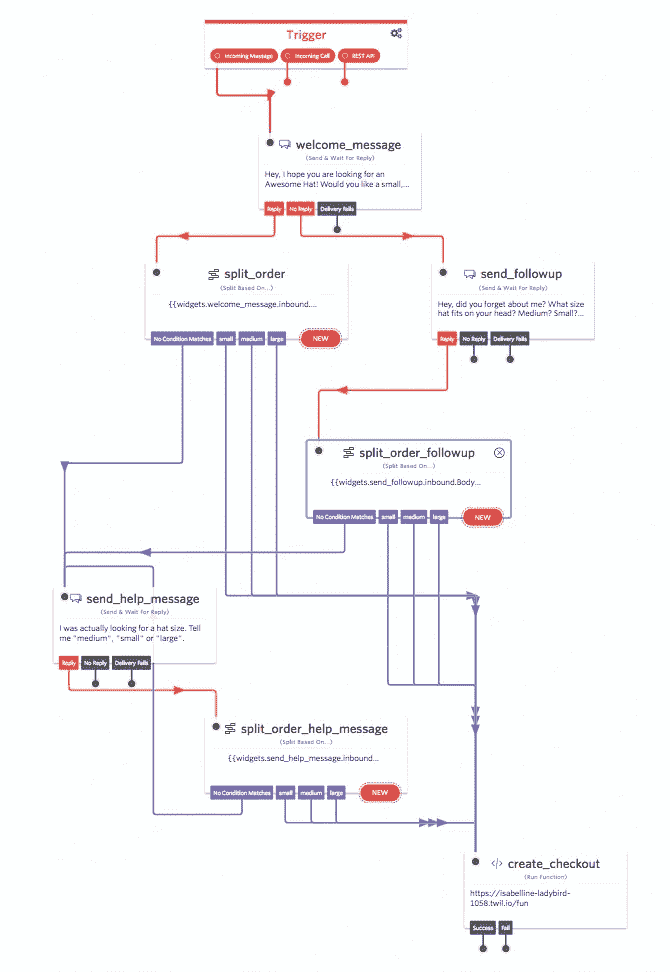 Trigger
Incoming Message Incoming Call REST API
welcome_message
(Send & Wait For Reply)
Hey, I hope you are looking for an
Awesome Hat! Would you like a small,...
Reply No Reply Delivery Fails
split_order
(Split Based On...)
{{widgets.welcome_message.inbound....
No Condition Matches small medium large NEW
send_followup
(Send & Wait For Reply)
Hey, did you forget about me? What size
hat fits on your head? Medium? Small?...
Reply No Reply Delivery Fails
split_order_followup
(Split Based On...)
{{widgets.send_followup.inbound.Body...
No Condition Matches small medium large NEW
send_help_message
(Send & Wait For Reply)
I was actually looking for a hat size. Tell
me "medium", "small" or "large".
Reply No Reply Delivery Fails
split_order_help_message
(Split Based On...)
{{widgets.send_help_message.inbound...
No Condition Matches small medium large NEW
create_checkout
(Run Function)
https://isabelline-ladybird-
1058.twil.io/fun
Success Fail